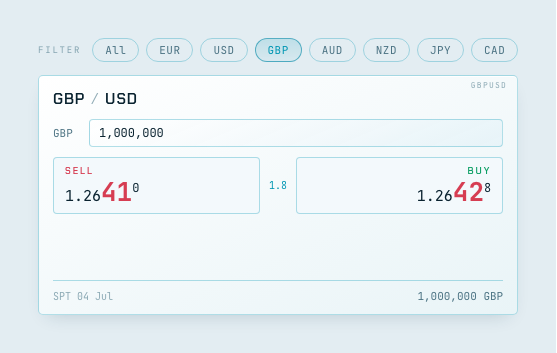 FILTER All EUR USD GBP AUD NZD JPY CAD
GBPUSD
GBP / USD
GBP 1,000,000
SELL BUY
1.26410 1.8 1.26428
SPT 04 Jul 1,000,000 GBP